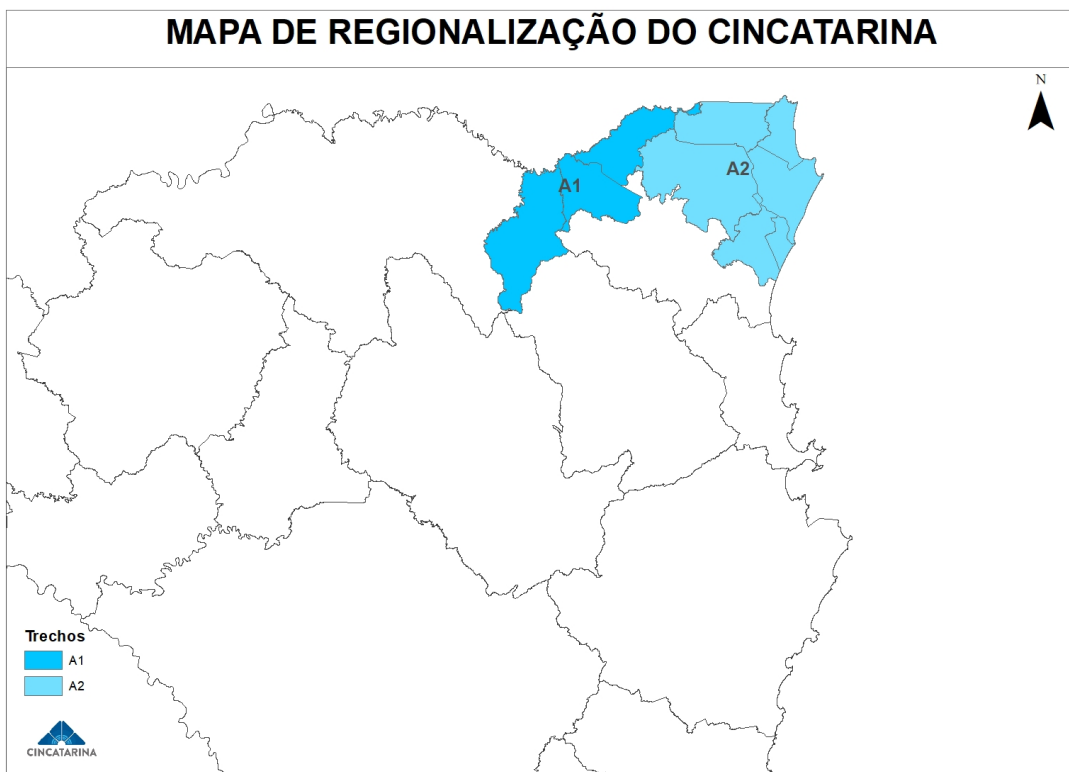 MAPA DE REGIONALIZAÇÃO DO CINCATARINA
N
A2
A1
Trechos
A1
A2
CINCATARINA